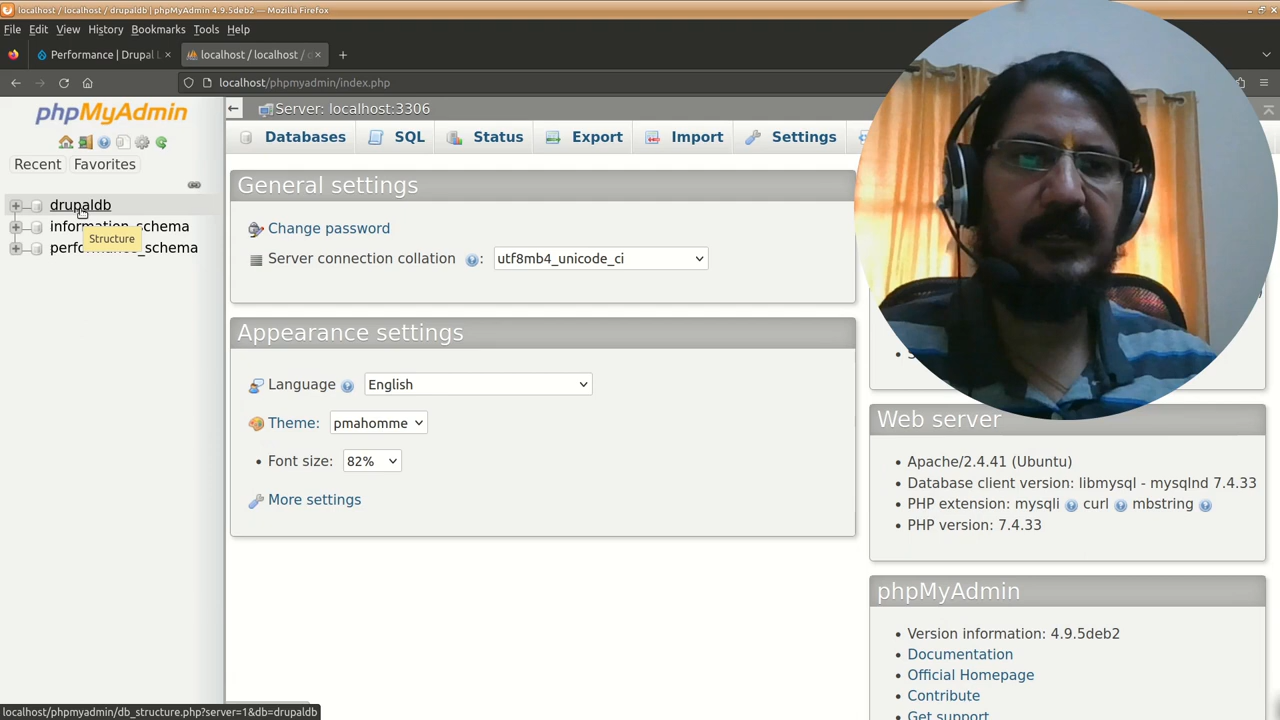 localhost / localhost / drupaldb | phpMyAdmin 4.9.5deb2 — Mozilla Firefox
File Edit View History Bookmarks Tools Help
Performance | Drupal L
localhost / localhost /
localhost/phpmyadmin/index.php
phpMyAdmin
Server: localhost:3306
Databases SQL Status Export Import Settings
Recent Favorites
drupaldb
information_schema
Structure
performance_schema
General settings
Change password
Server connection collation : utf8mb4_unicode_ci
Appearance settings
Language English
Theme: pmahomme
• Font size: 82%
More settings
Web server
• Apache/2.4.41 (Ubuntu)
• Database client version: libmysql - mysqlnd 7.4.33
• PHP extension: mysqli curl mbstring
• PHP version: 7.4.33
phpMyAdmin
• Version information: 4.9.5deb2
• Documentation
• Official Homepage
• Contribute
• Get support
localhost/phpmyadmin/db_structure.php?server=1&db=drupaldb